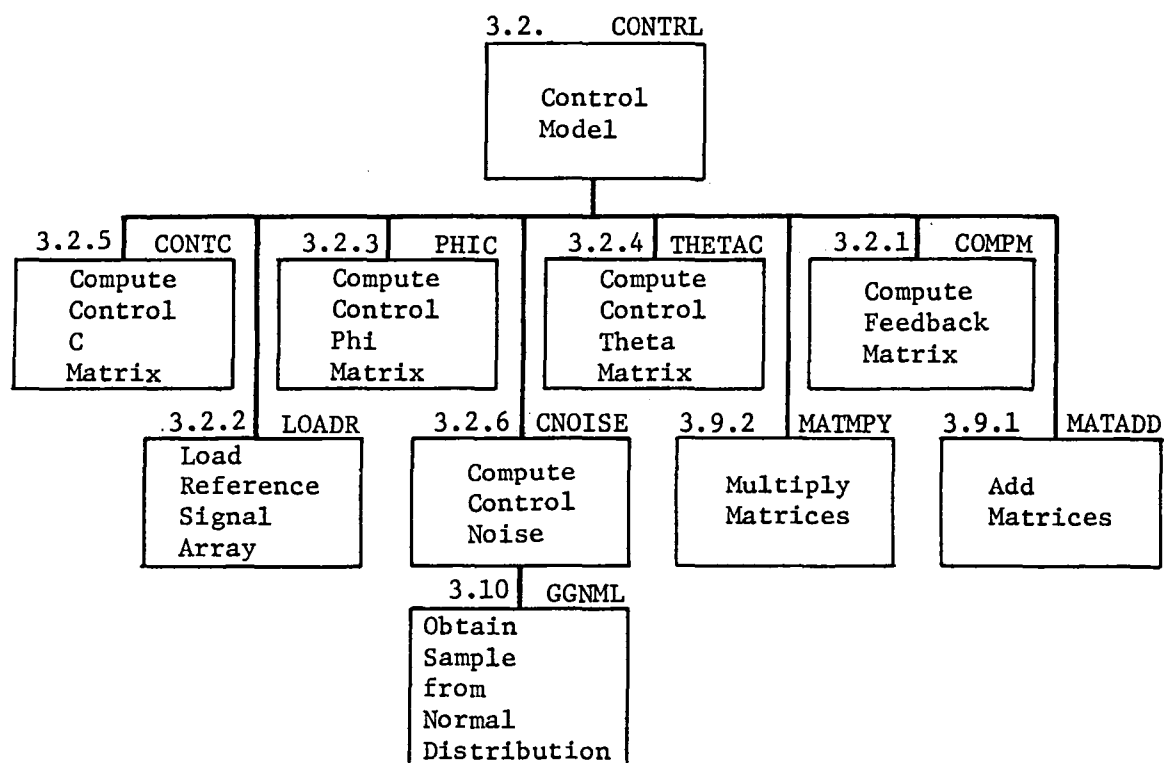 3.2. CONTRL
Control
Model
3.2.5 CONTC
Compute
Control
C
Matrix
3.2.3 PHIC
Compute
Control
Phi
Matrix
3.2.4 THETAC
Compute
Control
Theta
Matrix
3.2.1 COMPM
Compute
Feedback
Matrix
3.2.2 LOADR
Load
Reference
Signal
Array
3.2.6 CNOISE
Compute
Control
Noise
3.9.2 MATMPY
Multiply
Matrices
3.9.1 MATADD
Add
Matrices
3.10 GGNML
Obtain
Sample
from
Normal
Distribution